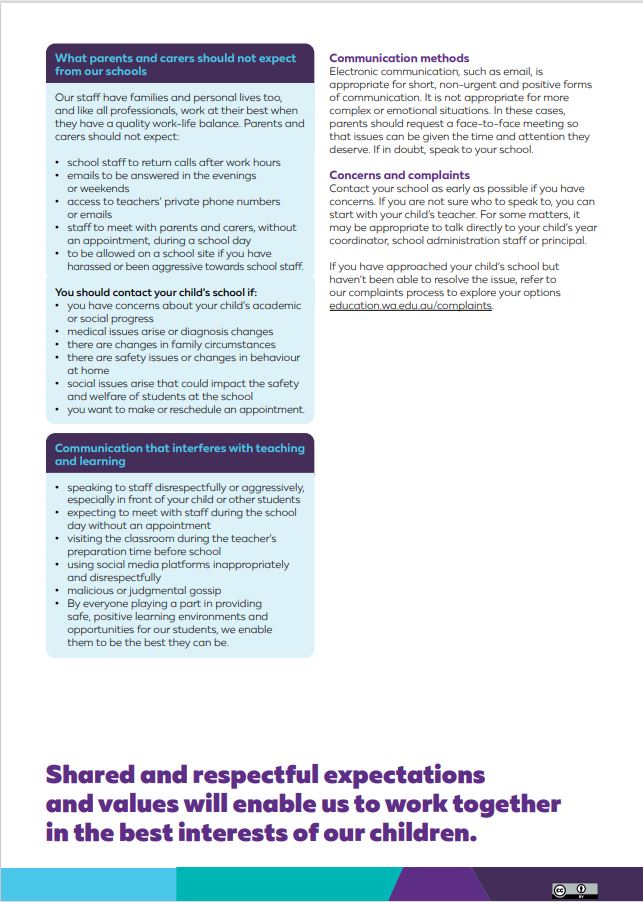 What parents and carers should not expect
from our schools
Our staff have families and personal lives too,
and like all professionals, work at their best when
they have a quality work-life balance. Parents and
carers should not expect:
• school staff to return calls after work hours
• emails to be answered in the evenings
or weekends
• access to teachers’ private phone numbers
or emails
• staff to meet with parents and carers, without
an appointment, during a school day
• to be allowed on a school site if you have
harassed or been aggressive towards school staff.
You should contact your child’s school if:
• you have concerns about your child’s academic
or social progress
• medical issues arise or diagnosis changes
• there are changes in family circumstances
• there are safety issues or changes in behaviour
at home
• social issues arise that could impact the safety
and welfare of students at the school
• you want to make or reschedule an appointment.
Communication that interferes with teaching
and learning
• speaking to staff disrespectfully or aggressively,
especially in front of your child or other students
• expecting to meet with staff during the school
day without an appointment
• visiting the classroom during the teacher’s
preparation time before school
• using social media platforms inappropriately
and disrespectfully
• malicious or judgmental gossip
• By everyone playing a part in providing
safe, positive learning environments and
opportunities for our students, we enable
them to be the best they can be.
Communication methods
Electronic communication, such as email, is
appropriate for short, non-urgent and positive forms
of communication. It is not appropriate for more
complex or emotional situations. In these cases,
parents should request a face-to-face meeting so
that issues can be given the time and attention they
deserve. If in doubt, speak to your school.
Concerns and complaints
Contact your school as early as possible if you have
concerns. If you are not sure who to speak to, you can
start with your child’s teacher. For some matters, it
may be appropriate to talk directly to your child’s year
coordinator, school administration staff or principal.
If you have approached your child’s school but
haven’t been able to resolve the issue, refer to
our complaints process to explore your options
education.wa.edu.au/complaints.
Shared and respectful expectations
and values will enable us to work together
in the best interests of our children.
cc
BY